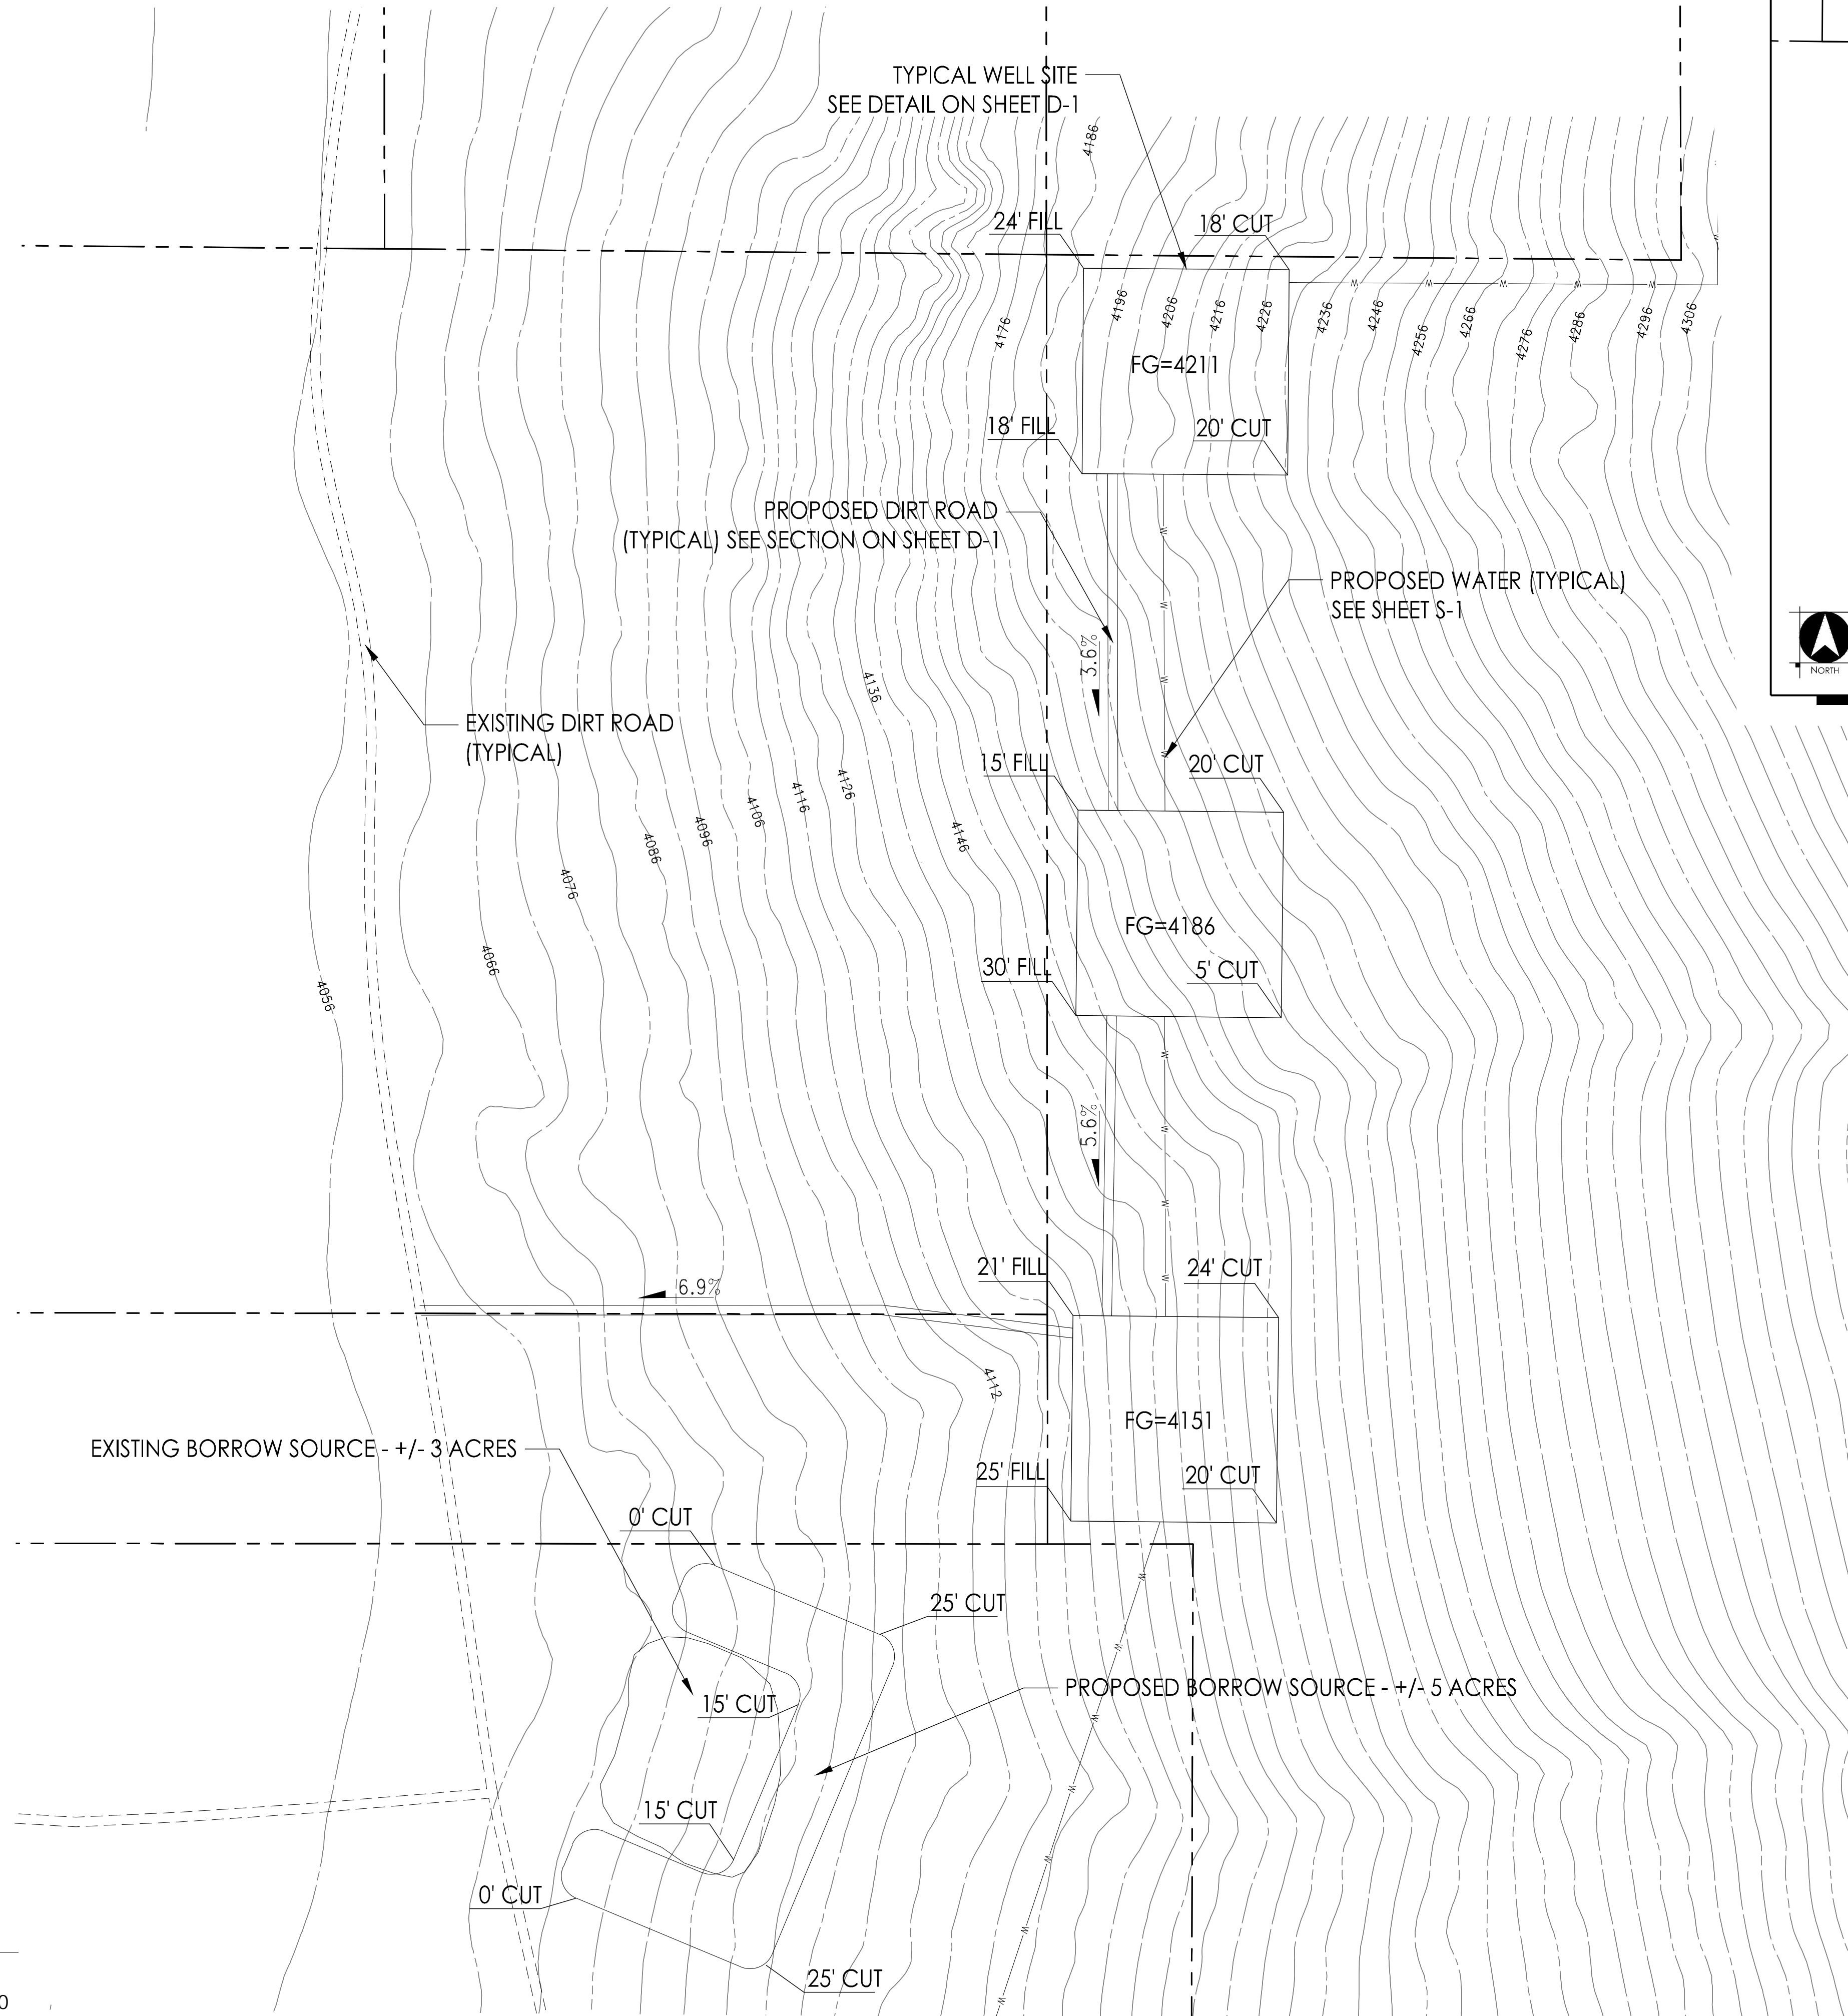 TYPICAL WELL SITE
SEE DETAIL ON SHEET D-1
4186
24' FILL
18' CUT
4176
4196
4206
4216
4226
4236
4246
4256
4266
4276
4286
4296
4306
W
W
W
W
W
W
FG=4211
18' FILL
20' CUT
PROPOSED DIRT ROAD
(TYPICAL) SEE SECTION ON SHEET D-1
W
W
W
W
PROPOSED WATER (TYPICAL)
SEE SHEET S-1
NORTH
3.6%
4136
EXISTING DIRT ROAD
(TYPICAL)
15' FILL
20' CUT
4126
4116
4106
4096
4086
4146
4076
4066
4056
FG=4186
30' FILL
5' CUT
W
W
W
W
5.6%
21' FILL
24' CUT
6.9%
4112
FG=4151
EXISTING BORROW SOURCE - +/- 3 ACRES
25' FILL
20' CUT
0' CUT
25' CUT
W
W
W
W
W
W
W
PROPOSED BORROW SOURCE - +/- 5 ACRES
15' CUT
15' CUT
0' CUT
25' CUT
0